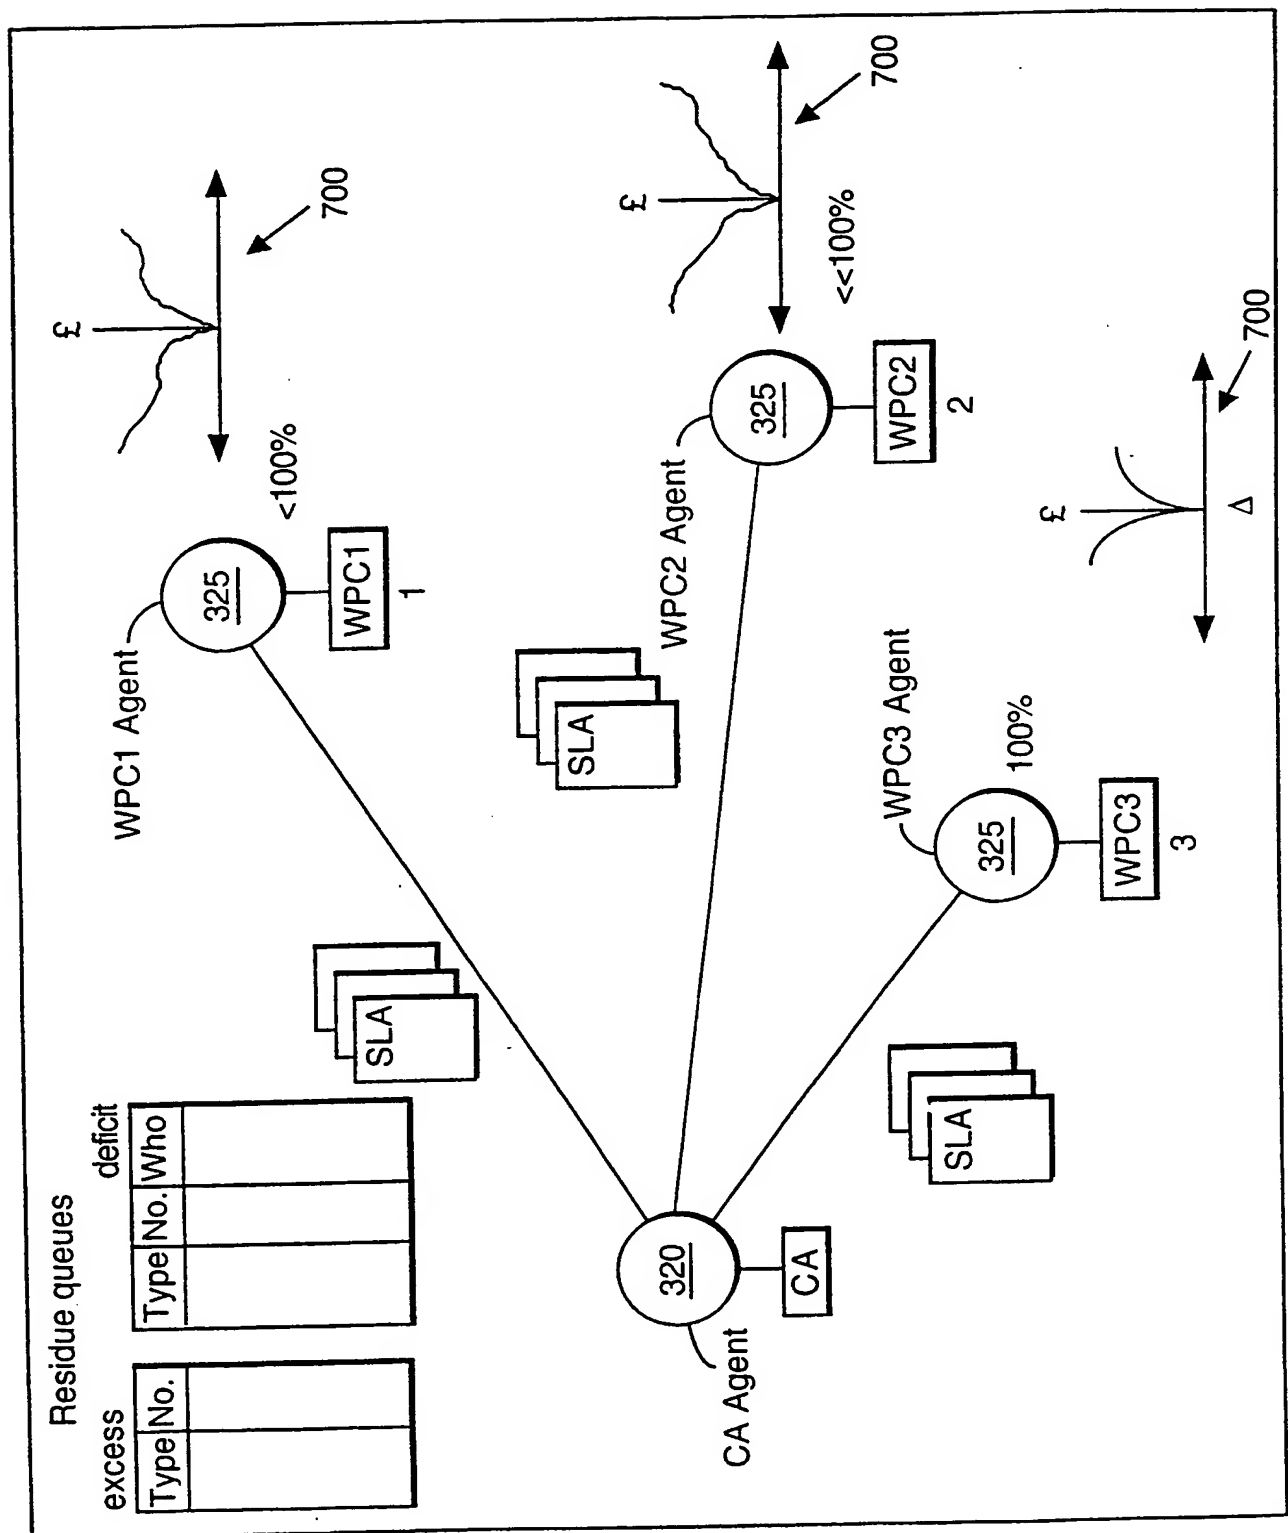 Residue queues
excess
Type No.
deficit
Type No. Who
CA Agent
320
CA
SLA
SLA
SLA
WPC1 Agent
325
WPC1
1
<100%
£
700
WPC2 Agent
325
WPC2
2
<<100%
£
700
WPC3 Agent
325
WPC3
3
100%
£
Δ
700